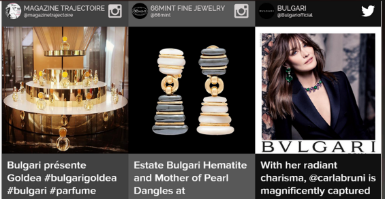 MAGAZINE TRAJECTOIRE
@magazinetrajectoire
Bulgari présente
Goldea #bulgarigoldea
#bulgari #parfume
66MINT FINE JEWELRY
@66mint
Estate Bulgari Hematite
and Mother of Pearl
Dangles at
BULGARI
@Bulgariofficial
BVLGARI
With her radiant
charisma, @carlabruni is
magnificently captured